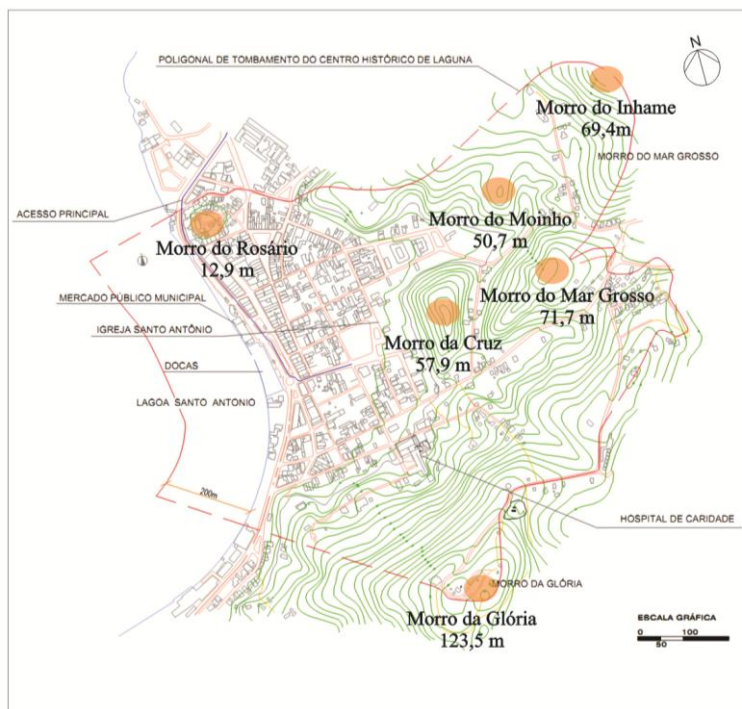 N
POLIGONAL DE TOMBAMENTO DO CENTRO HISTÓRICO DE LAGUNA
Morro do Inhame
69,4m
MORRO DO MAR GROSSO
ACESSO PRINCIPAL
Morro do Moinho
50,7 m
Morro do Rosário
12,9 m
Morro do Mar Grosso
71,7 m
MERCADO PÚBLICO MUNICIPAL
IGREJA SANTO ANTÔNIO
Morro da Cruz
57,9 m
DOCAS
LAGOA SANTO ANTONIO
200m
HOSPITAL DE CARIDADE
MORRO DA GLÓRIA
Morro da Glória
123,5 m
ESCALA GRÁFICA
0 100
50